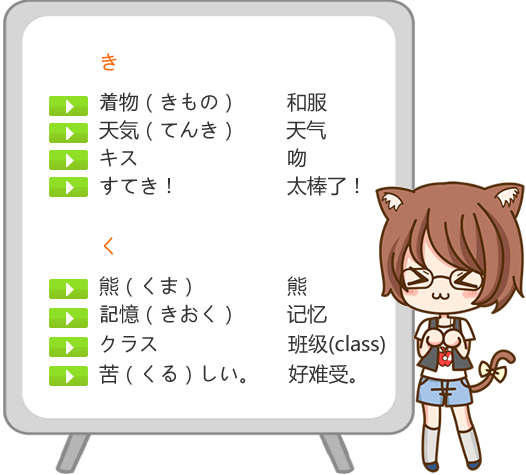 き
着物（きもの） 和服
天気（てんき） 天气
キス 吻
すてき！ 太棒了！
く
熊（くま） 熊
記憶（きおく） 记忆
クラス 班级(class)
苦（くる）しい。 好难受。